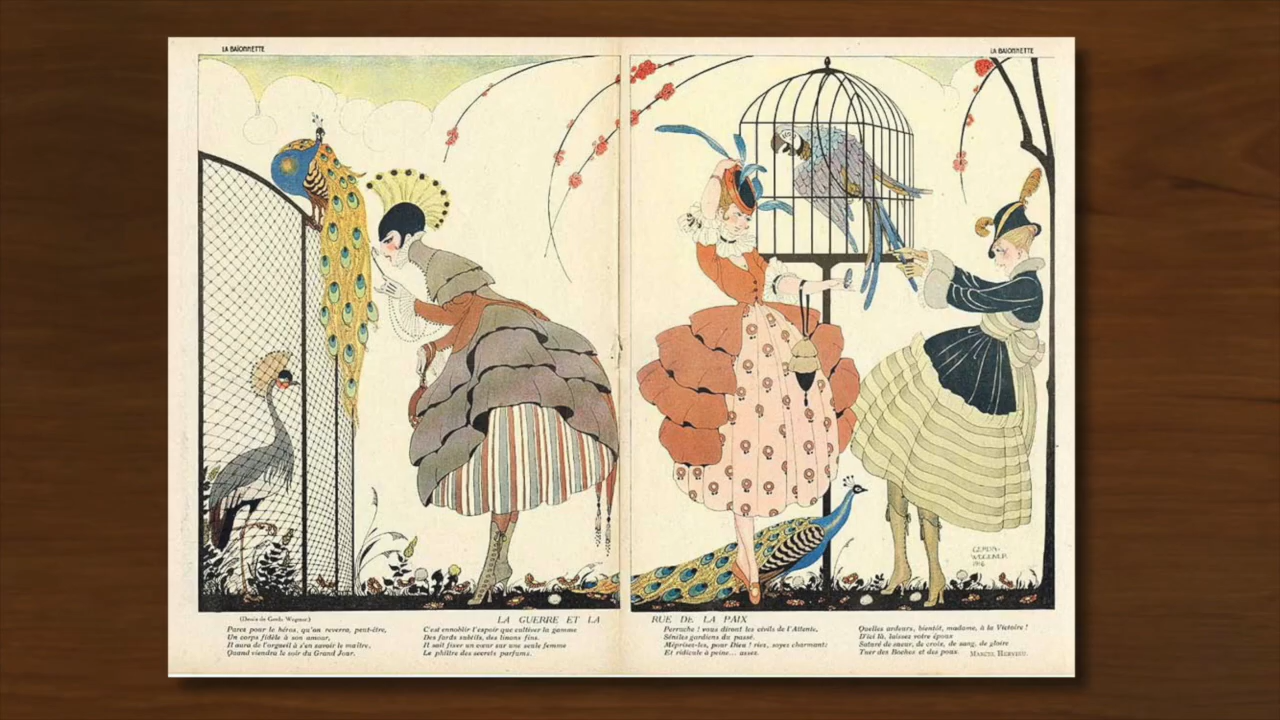 LA BAÏONNETTE
LA BAÏONNETTE
GERDA
WEGENER
1916
(Dessin de Gerda Wegener.)
LA GUERRE ET LA RUE DE LA PAIX
Parez pour le héros, qu'on reverra, peut-être,
Un corps fidèle à son amour,
Il aura de l'orgueil à s'en savoir le maître,
Quand viendra le soir du Grand Jour.
C'est ennoblir l'espoir que cultiver la gamme
Des fards subtils, des linons fins.
Il sait fixer un cœur sur une seule femme
Le philtre des secrets parfums.
Perruche ! vous diront les civils de l'Attente,
Séniles gardiens du passé.
Méprisez-les, pour Dieu ! riez, soyez charmante
Et ridicule à peine... assez.
Quelles ardeurs, bientôt, madame, à la Victoire !
D'ici là, laissez votre époux
Saturé de sueur, de croix, de sang, de gloire
Tuer des Boches et des poux.
MARCEL